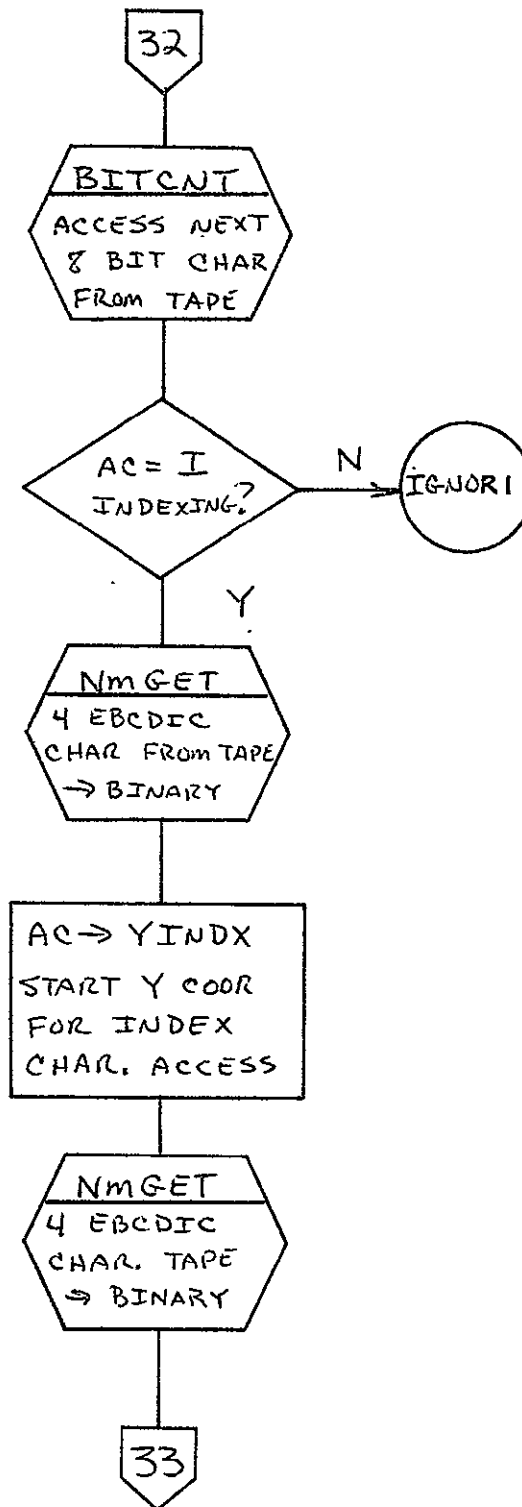 32
BITCNT
ACCESS NEXT
8 BIT CHAR
FROM TAPE
AC = I
INDEXING?
N
IGNOR1
Y
NmGET
4 EBCDIC
CHAR FROM TAPE
→ BINARY
AC → YINDX
START Y COOR
FOR INDEX
CHAR. ACCESS
NmGET
4 EBCDIC
CHAR. TAPE
→ BINARY
33